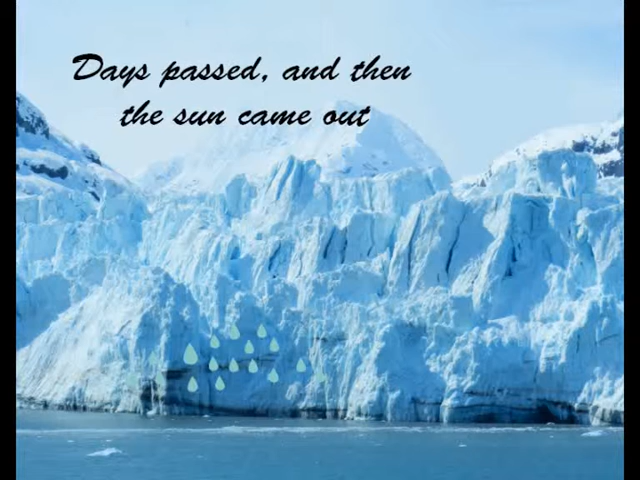 Days passed, and then
the sun came out